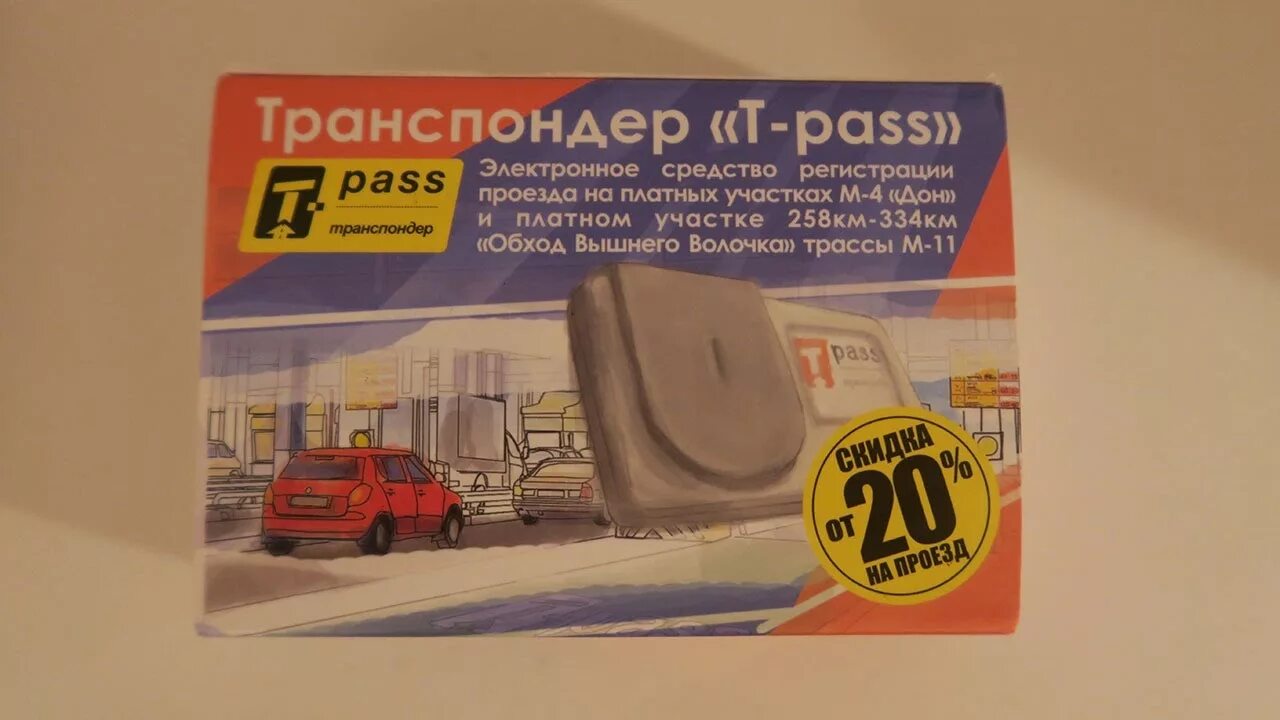 Транспондер «T-pass»
T-
pass
транспондер
Электронное средство регистрации
проезда на платных участках М-4 «Дон»
и платном участке 258км-334км
«Обход Вышнего Волочка» трассы М-11
T pass
СКИДКА
ОТ 20%
НА ПРОЕЗД